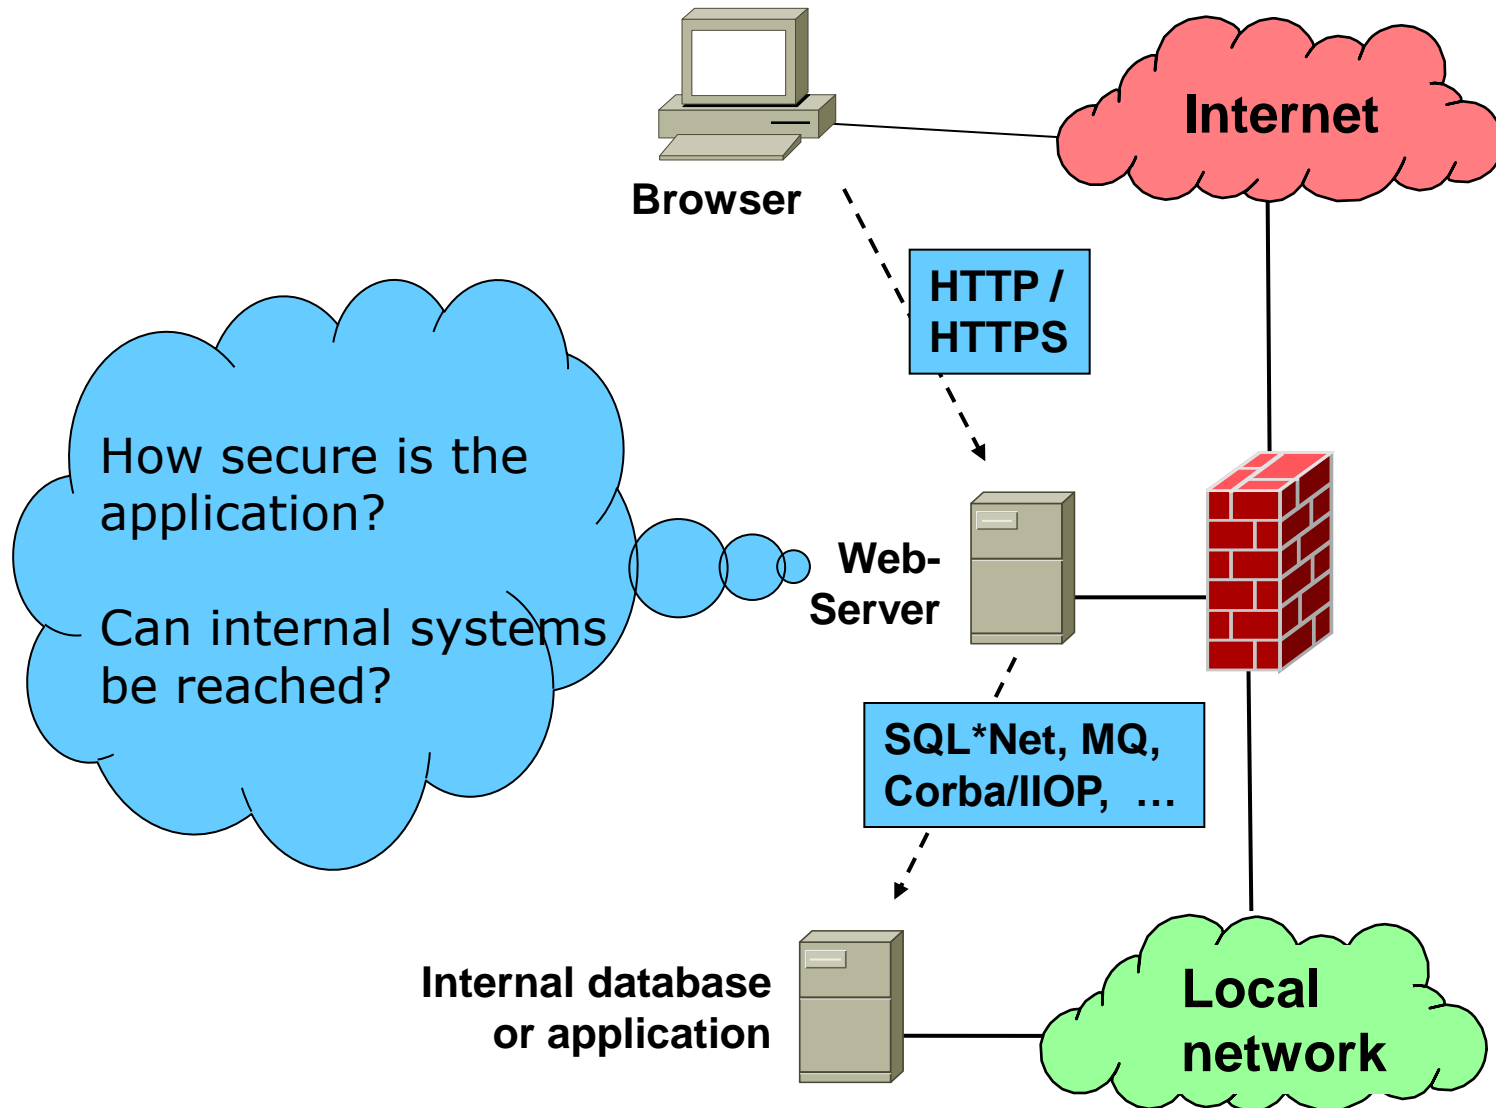 Internet
Browser
HTTP /
HTTPS
How secure is the
application?
Can internal systems
be reached?
Web-
Server
SQL*Net, MQ,
Corba/IIOP, …
Internal database
or application
Local
network